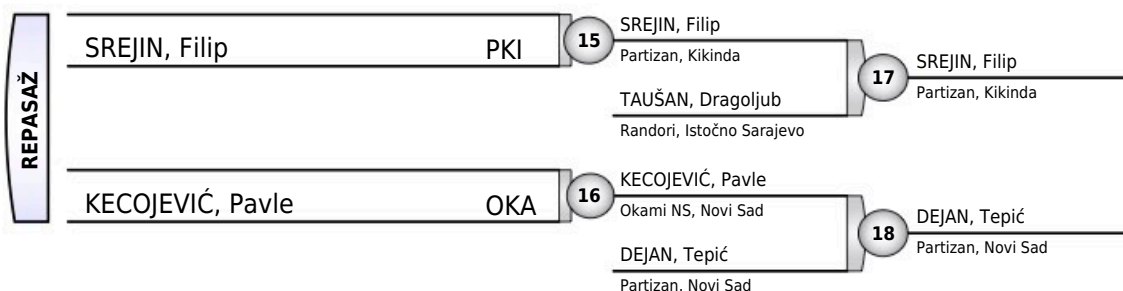 REPASAŽ
SREJIN, Filip PKI
15
SREJIN, Filip
Partizan, Kikinda
TAUŠAN, Dragoljub
Randori, Istočno Sarajevo
17
SREJIN, Filip
Partizan, Kikinda
KECOJEVIĆ, Pavle OKA
16
KECOJEVIĆ, Pavle
Okami NS, Novi Sad
DEJAN, Tepić
Partizan, Novi Sad
18
DEJAN, Tepić
Partizan, Novi Sad